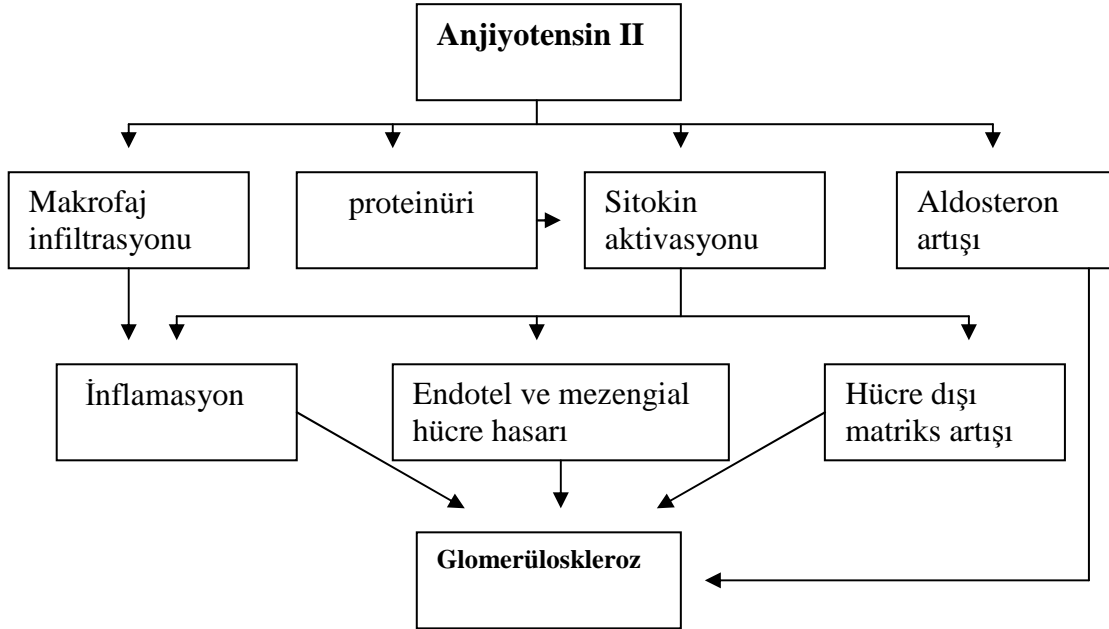 Anjiyotensin II
Makrofaj
infiltrasyonu
proteinüri
Sitokin
aktivasyonu
Aldosteron
artışı
İnflamasyon
Endotel ve mezengial
hücre hasarı
Hücre dışı
matriks artışı
Glomerüloskleroz